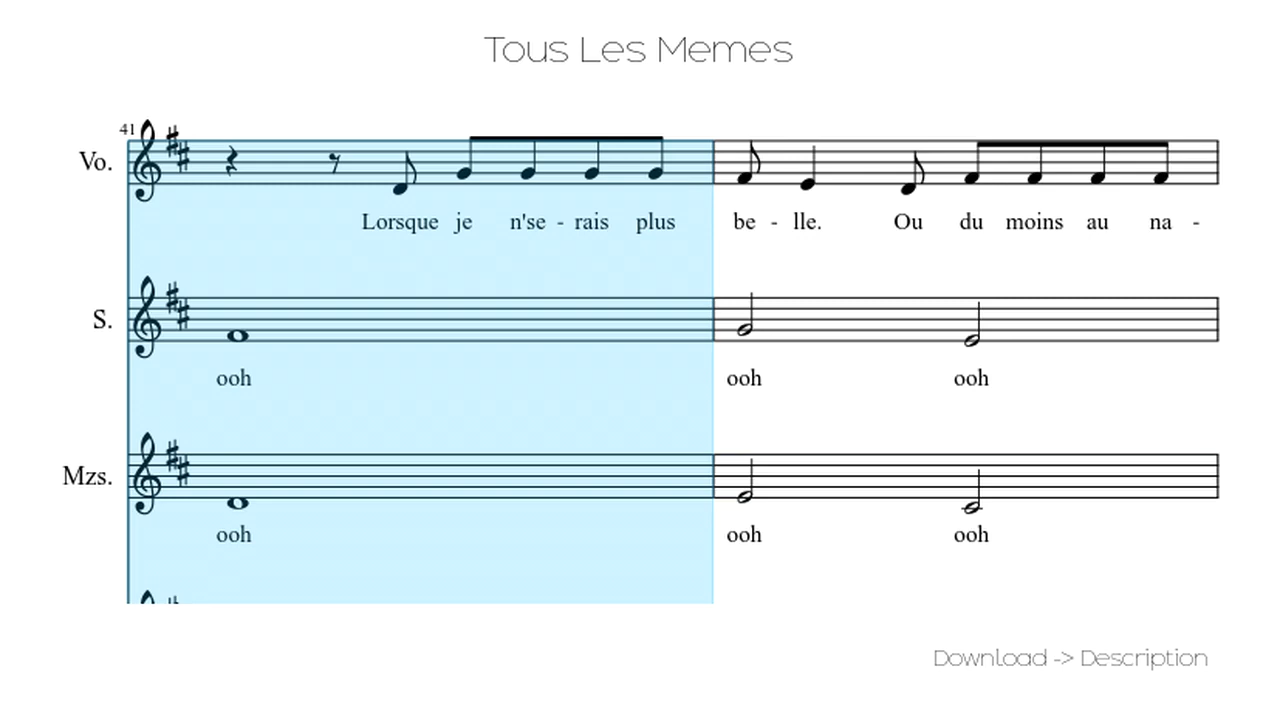 Tous Les Memes
41
Vo.
Lorsque je n'se - rais plus be - lle. Ou du moins au na -
S.
ooh ooh ooh
Mzs.
ooh ooh ooh
Download -> Description